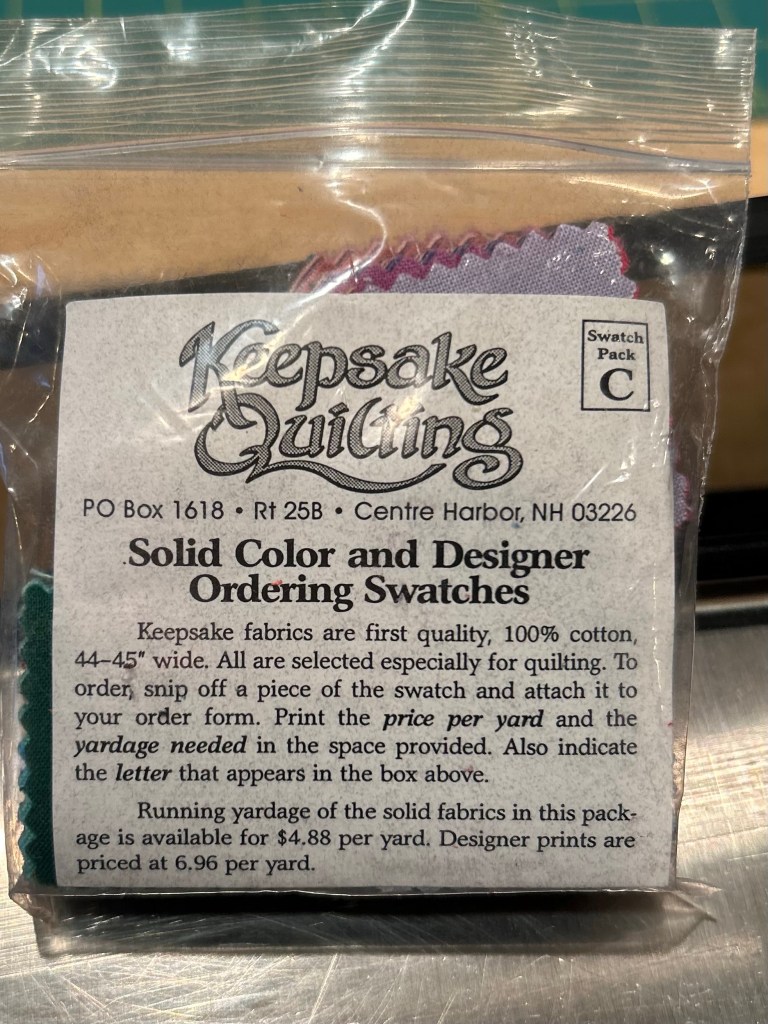 Keepsake
Quilting
Swatch
Pack
C
PO Box 1618 • Rt 25B • Centre Harbor, NH 03226
Solid Color and Designer
Ordering Swatches
Keepsake fabrics are first quality, 100% cotton,
44–45" wide. All are selected especially for quilting. To
order, snip off a piece of the swatch and attach it to
your order form. Print the price per yard and the
yardage needed in the space provided. Also indicate
the letter that appears in the box above.
Running yardage of the solid fabrics in this pack-
age is available for $4.88 per yard. Designer prints are
priced at 6.96 per yard.